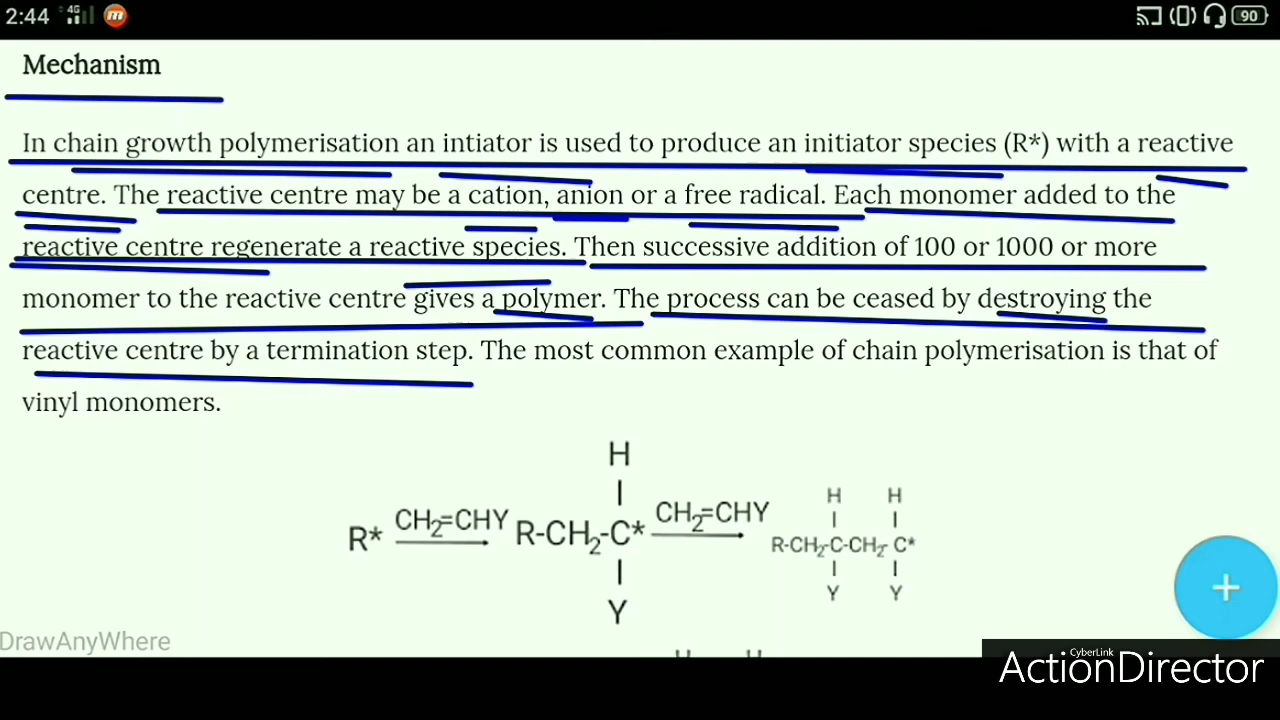 2:44 4G 90
Mechanism
In chain growth polymerisation an intiator is used to produce an initiator species (R*) with a reactive
centre. The reactive centre may be a cation, anion or a free radical. Each monomer added to the
reactive centre regenerate a reactive species. Then successive addition of 100 or 1000 or more
monomer to the reactive centre gives a polymer. The process can be ceased by destroying the
reactive centre by a termination step. The most common example of chain polymerisation is that of
vinyl monomers.
H
H H
R* CH2=CHY R-CH2-C* CH2=CHY R-CH2-C-CH2-C*
Y Y
Y
DrawAnyWhere
H H
CyberLink
ActionDirector